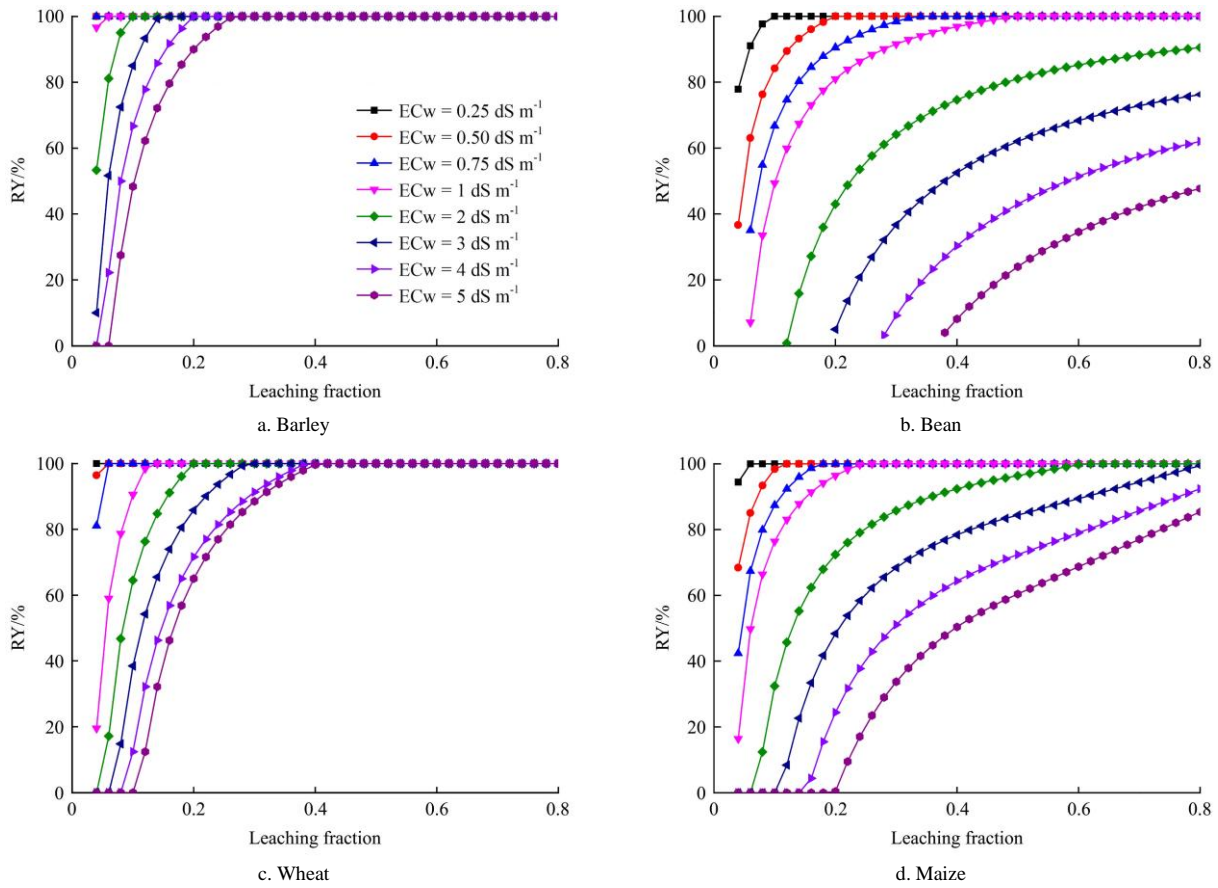 100
80
60
40
20
0
RY/%
0
0.2
0.4
0.6
0.8
Leaching fraction
ECw = 0.25 dS m⁻¹
ECw = 0.50 dS m⁻¹
ECw = 0.75 dS m⁻¹
ECw = 1 dS m⁻¹
ECw = 2 dS m⁻¹
ECw = 3 dS m⁻¹
ECw = 4 dS m⁻¹
ECw = 5 dS m⁻¹
a. Barley
100
80
60
40
20
0
RY/%
0
0.2
0.4
0.6
0.8
Leaching fraction
b. Bean
100
80
60
40
20
0
RY/%
0
0.2
0.4
0.6
0.8
Leaching fraction
c. Wheat
100
80
60
40
20
0
RY/%
0
0.2
0.4
0.6
0.8
Leaching fraction
d. Maize